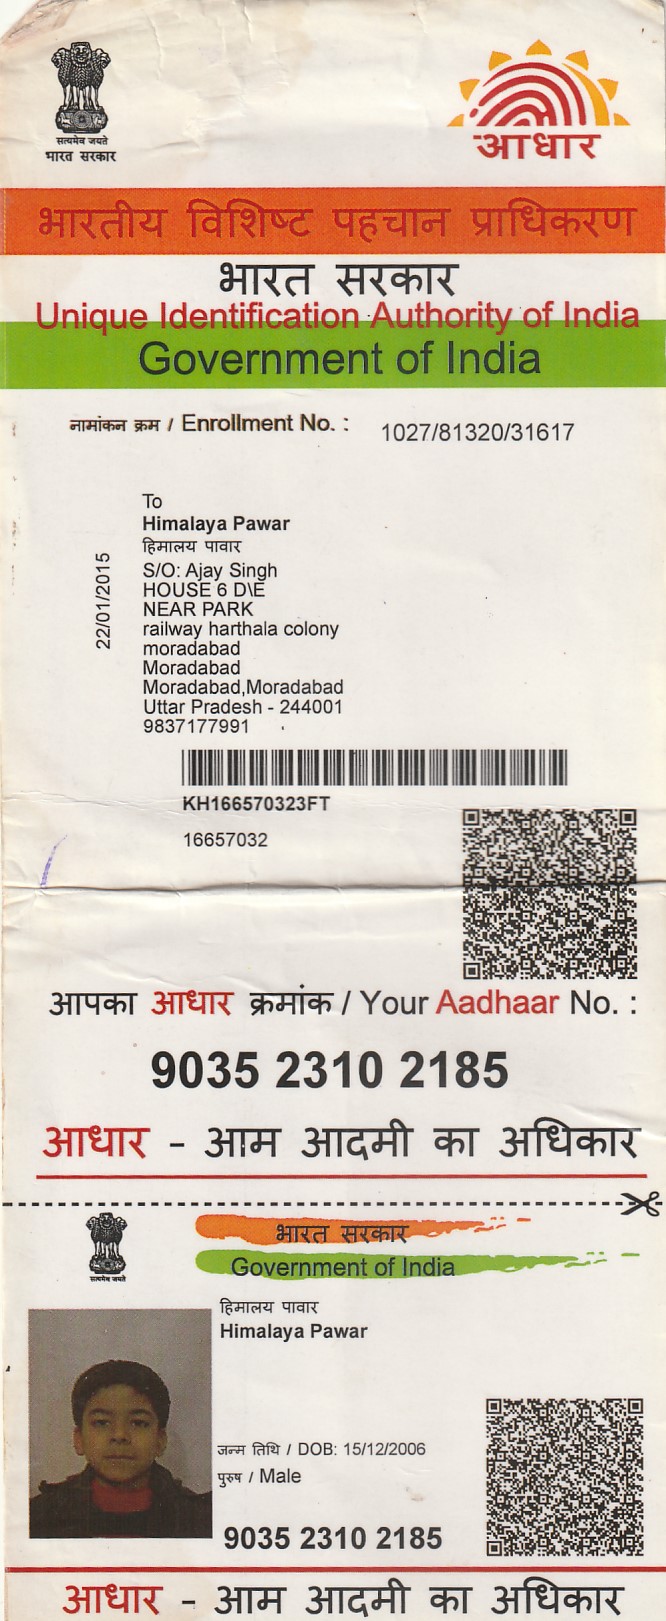 सत्यमेव जयते
भारत सरकार
आधार
भारतीय विशिष्ट पहचान प्राधिकरण
भारत सरकार
Unique Identification Authority of India
Government of India
नामांकन क्रम / Enrollment No. : 1027/81320/31617
To
Himalaya Pawar
हिमालय पावार
S/O: Ajay Singh
HOUSE 6 D\E
NEAR PARK
railway harthala colony
moradabad
Moradabad
Moradabad,Moradabad
Uttar Pradesh - 244001
9837177991
22/01/2015
KH166570323FT
16657032
आपका आधार क्रमांक / Your Aadhaar No. :
9035 2310 2185
आधार - आम आदमी का अधिकार
सत्यमेव जयते
भारत सरकार
Government of India
हिमालय पावार
Himalaya Pawar
जन्म तिथि / DOB: 15/12/2006
पुरुष / Male
9035 2310 2185
आधार - आम आदमी का अधिकार